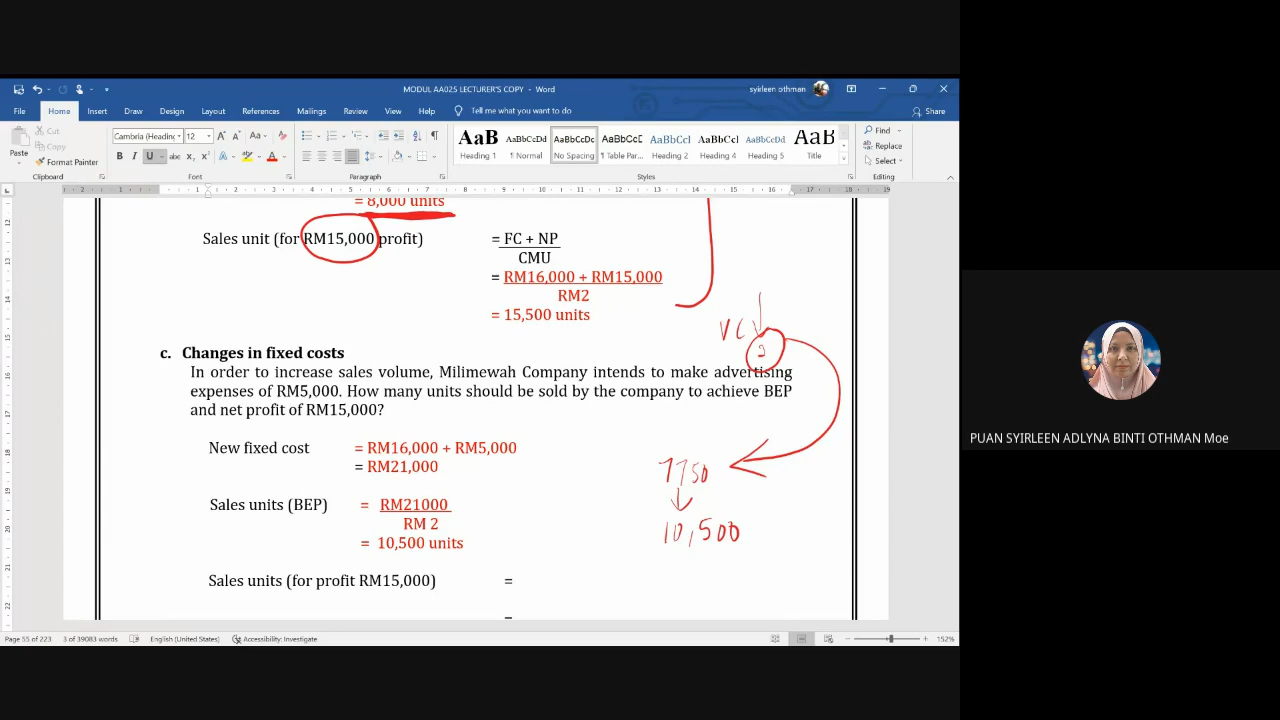 MODUL AA025 LECTURER'S COPY - Word
syirleen othman
File Home Insert Draw Design Layout References Mailings Review View Help Tell me what you want to do Share
Paste
Cut
Copy
Format Painter
Clipboard
Cambria (Heading 12
Font
Paragraph
AaB AaBbCcDd AaBbCcDc AaBbCcDc AaBbCcI AaBbCcI AaBbCcDd AaB
Heading 1 ¶ Normal No Spacing ¶ Table Par... Heading 2 Heading 4 Heading 5 Title
Styles
Find
Replace
Select
Editing
= 8,000 units
Sales unit (for RM15,000 profit) = FC + NP
CMU
= RM16,000 + RM15,000
RM2
= 15,500 units
VC
2
c. Changes in fixed costs
In order to increase sales volume, Milimewah Company intends to make advertising
expenses of RM5,000. How many units should be sold by the company to achieve BEP
and net profit of RM15,000?
New fixed cost = RM16,000 + RM5,000
= RM21,000
7750
Sales units (BEP) = RM21000
RM 2
10,500
= 10,500 units
Sales units (for profit RM15,000) =
=
Page 55 of 223 3 of 39083 words English (United States) Accessibility: Investigate 152%
PUAN SYIRLEEN ADLYNA BINTI OTHMAN Moe